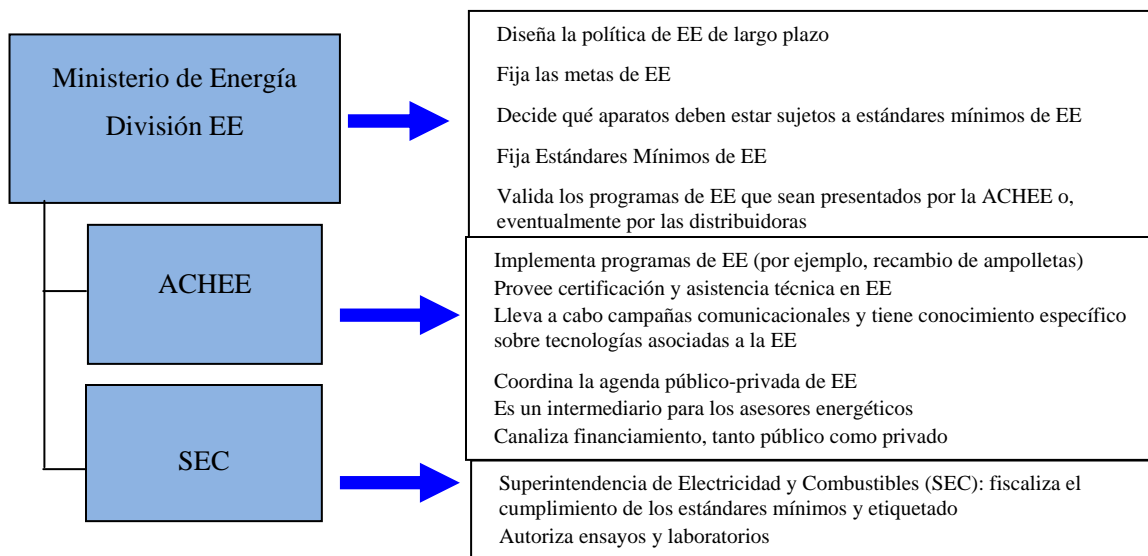 Ministerio de Energía
División EE
Diseña la política de EE de largo plazo
Fija las metas de EE
Decide qué aparatos deben estar sujetos a estándares mínimos de EE
Fija Estándares Mínimos de EE
Valida los programas de EE que sean presentados por la ACHEE o,
eventualmente por las distribuidoras
ACHEE
Implementa programas de EE (por ejemplo, recambio de ampolletas)
Provee certificación y asistencia técnica en EE
Lleva a cabo campañas comunicacionales y tiene conocimiento específico
sobre tecnologías asociadas a la EE
Coordina la agenda público-privada de EE
Es un intermediario para los asesores energéticos
Canaliza financiamiento, tanto público como privado
SEC
Superintendencia de Electricidad y Combustibles (SEC): fiscaliza el
cumplimiento de los estándares mínimos y etiquetado
Autoriza ensayos y laboratorios